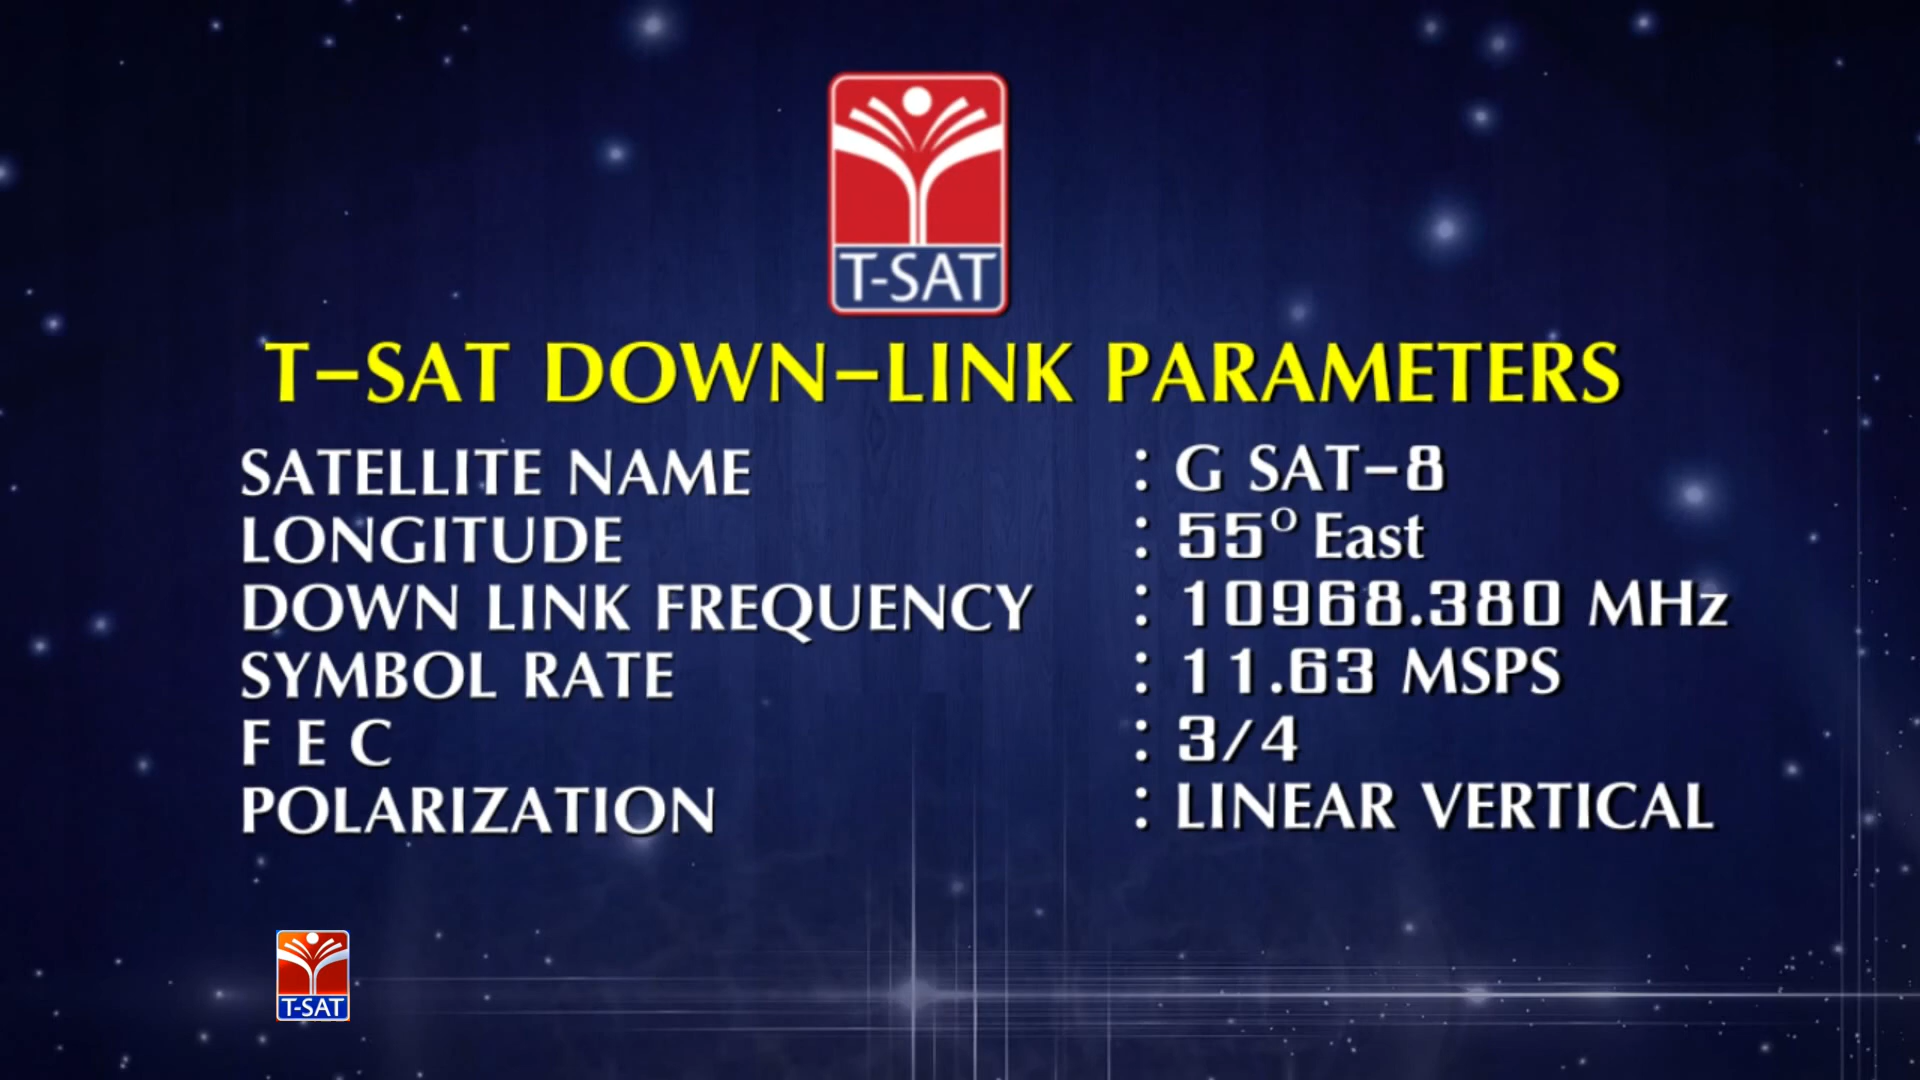 T-SAT
T-SAT DOWN-LINK PARAMETERS
SATELLITE NAME : G SAT-8
LONGITUDE : 55° East
DOWN LINK FREQUENCY : 10968.380 MHz
SYMBOL RATE : 11.63 MSPS
F E C : 3/4
POLARIZATION : LINEAR VERTICAL
T-SAT